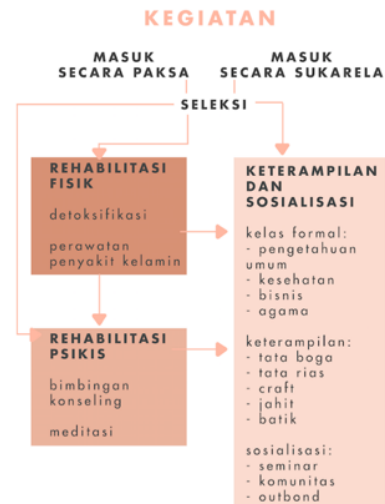 KEGIATAN
MASUK
SECARA PAKSA
MASUK
SECARA SUKARELA
SELEKSI
REHABILITASI
FISIK
detoksifikasi
perawatan
penyakit kelamin
REHABILITASI
PSIKIS
bimbingan
konseling
meditasi
KETERAMPILAN
DAN
SOSIALISASI
kelas formal:
- pengetahuan
umum
- kesehatan
- bisnis
- agama
keterampilan:
- tata boga
- tata rias
- craft
- jahit
- batik
sosialisasi:
- seminar
- komunitas
- outbond